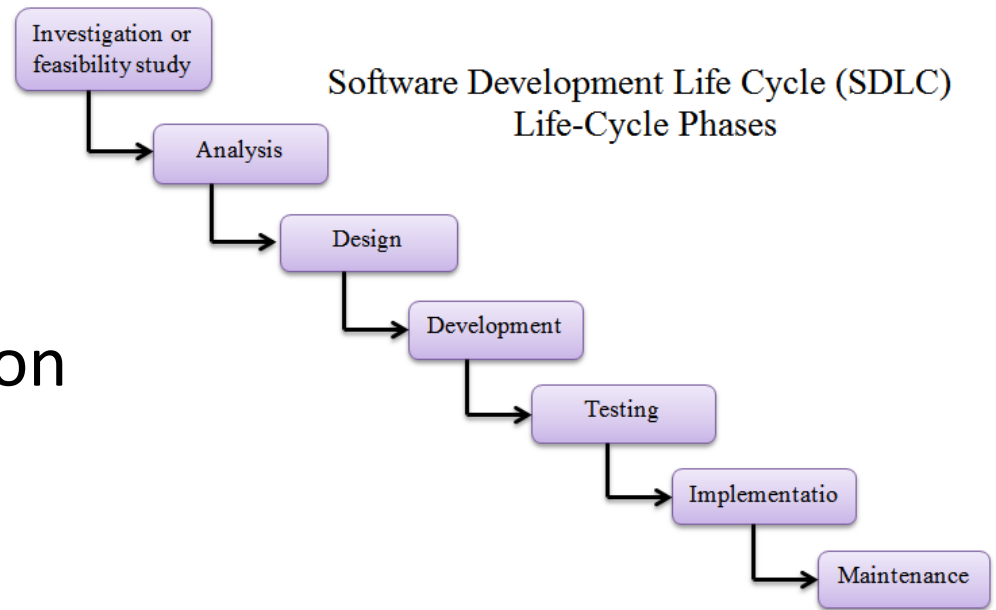 Investigation or
feasibility study
Software Development Life Cycle (SDLC)
Life-Cycle Phases
Analysis
Design
Development
on
Testing
Implementatio
Maintenance